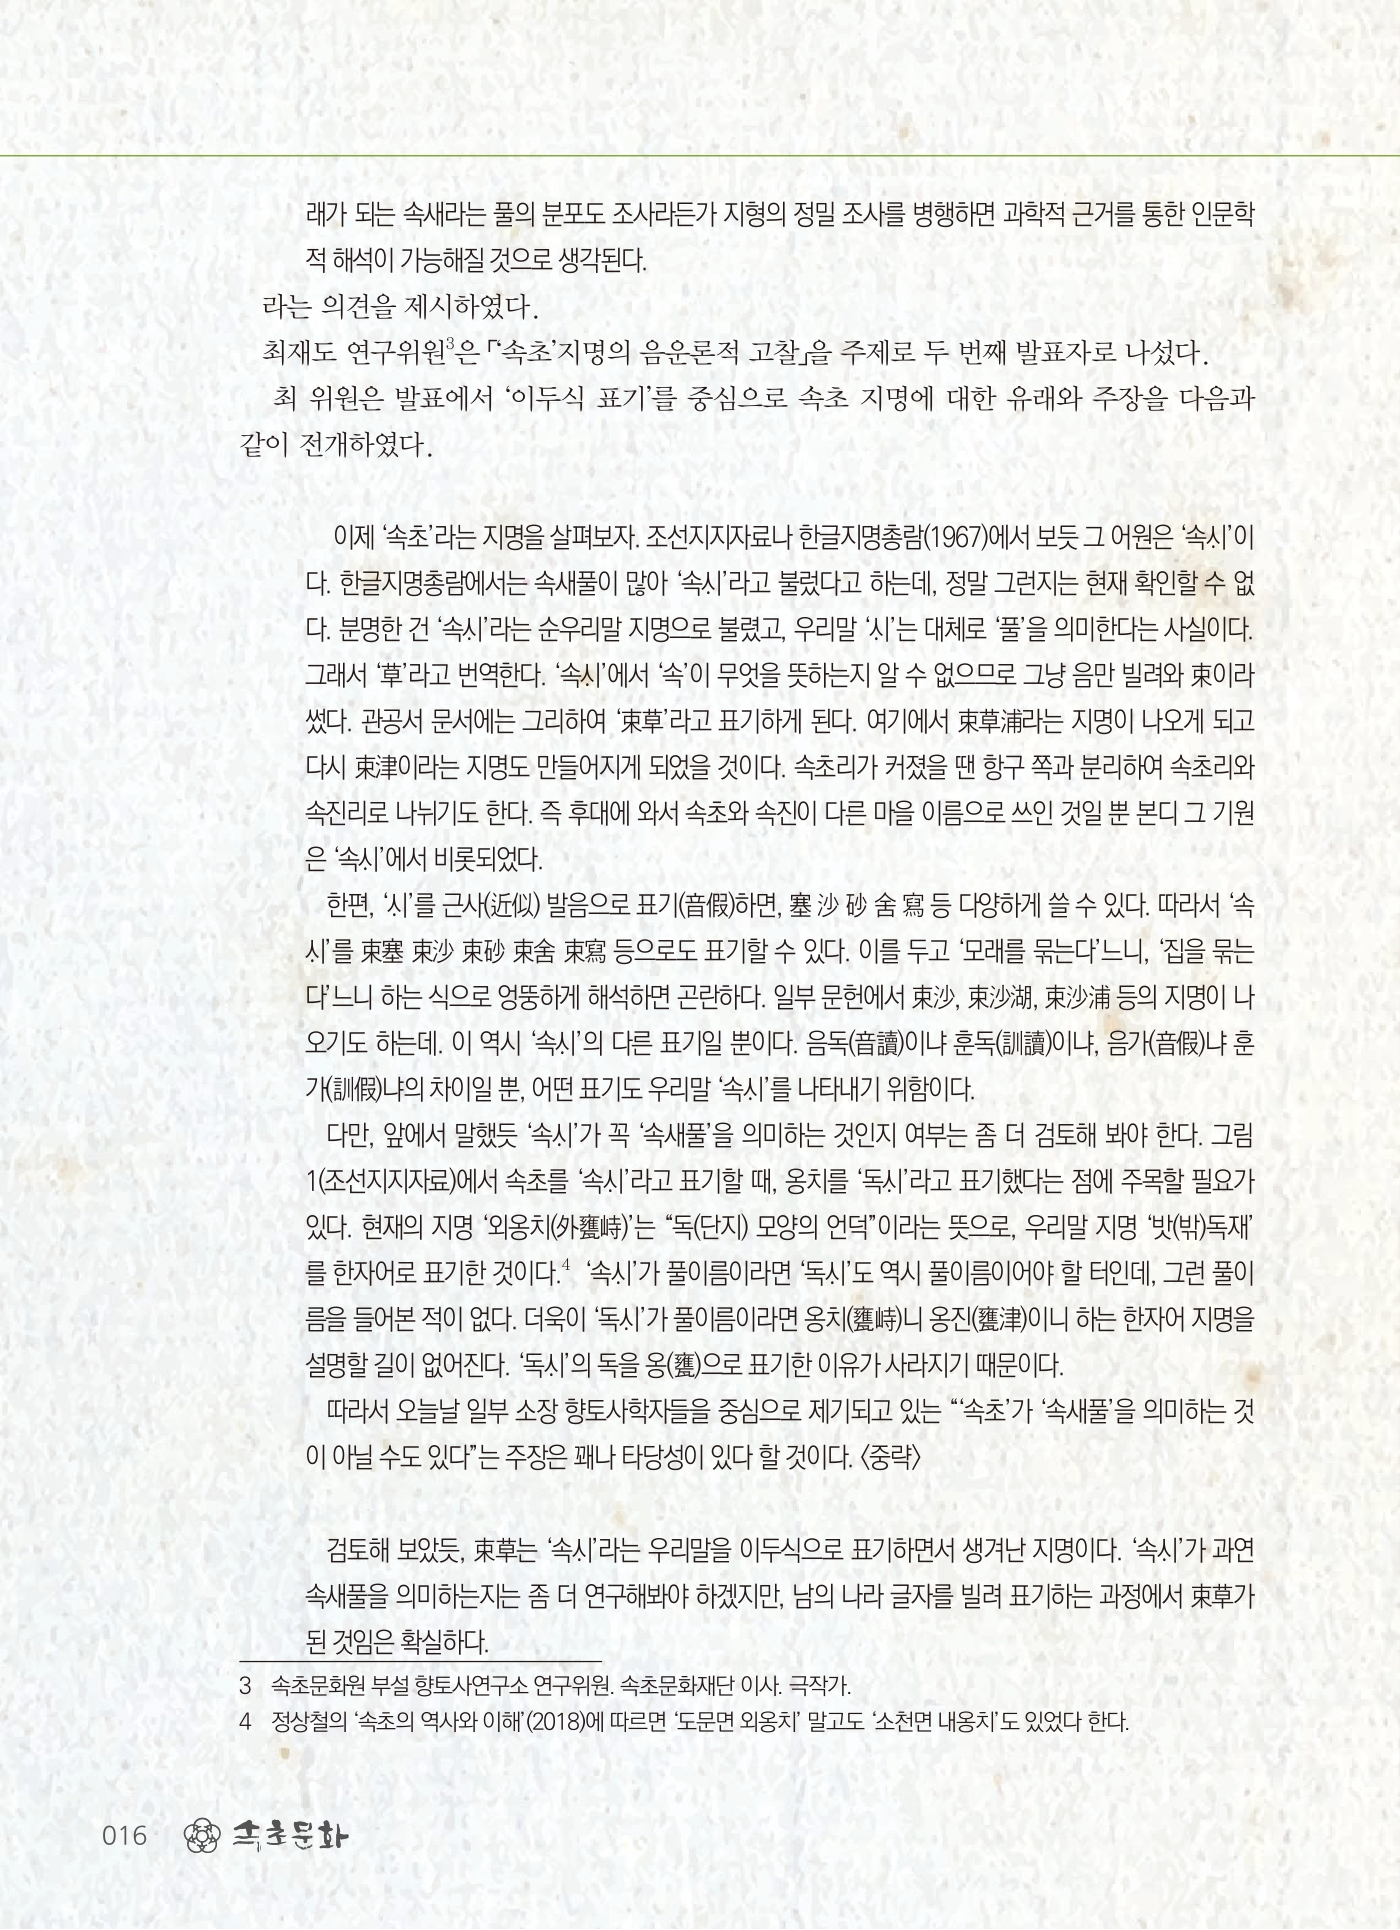 래가 되는 속새라는 풀의 분포도 조사라든가 지형의 정밀 조사를 병행하면 과학적 근거를 통한 인문학
적 해석이 가능해질 것으로 생각된다.
라는 의견을 제시하였다.
최재도 연구위원3은 「‘속초’지명의 음운론적 고찰」을 주제로 두 번째 발표자로 나섰다.
최 위원은 발표에서 ‘이두식 표기’를 중심으로 속초 지명에 대한 유래와 주장을 다음과
같이 전개하였다.
이제 ‘속초’라는 지명을 살펴보자. 조선지지자료나 한글지명총람(1967)에서 보듯 그 어원은 ‘속ᄉᆡ’이
다. 한글지명총람에서는 속새풀이 많아 ‘속ᄉᆡ’라고 불렀다고 하는데, 정말 그런지는 현재 확인할 수 없
다. 분명한 건 ‘속ᄉᆡ’라는 순우리말 지명으로 불렸고, 우리말 ‘ᄉᆡ’는 대체로 ‘풀’을 의미한다는 사실이다.
그래서 ‘草’라고 번역한다. ‘속ᄉᆡ’에서 ‘속’이 무엇을 뜻하는지 알 수 없으므로 그냥 음만 빌려와 束이라
썼다. 관공서 문서에는 그리하여 ‘束草’라고 표기하게 된다. 여기에서 束草浦라는 지명이 나오게 되고
다시 束津이라는 지명도 만들어지게 되었을 것이다. 속초리가 커졌을 땐 항구 쪽과 분리하여 속초리와
속진리로 나뉘기도 한다. 즉 후대에 와서 속초와 속진이 다른 마을 이름으로 쓰인 것일 뿐 본디 그 기원
은 ‘속ᄉᆡ’에서 비롯되었다.
한편, ‘ᄉᆡ’를 근사(近似) 발음으로 표기(音假)하면, 塞 沙 砂 舍 寫 등 다양하게 쓸 수 있다. 따라서 ‘속
ᄉᆡ’를 束塞 束沙 束砂 束舍 束寫 등으로도 표기할 수 있다. 이를 두고 ‘모래를 묶는다’느니, ‘집을 묶는
다’느니 하는 식으로 엉뚱하게 해석하면 곤란하다. 일부 문헌에서 束沙, 束沙湖, 束沙浦 등의 지명이 나
오기도 하는데. 이 역시 ‘속ᄉᆡ’의 다른 표기일 뿐이다. 음독(音讀)이냐 훈독(訓讀)이냐, 음가(音假)냐 훈
가(訓假)냐의 차이일 뿐, 어떤 표기도 우리말 ‘속ᄉᆡ’를 나타내기 위함이다.
다만, 앞에서 말했듯 ‘속ᄉᆡ’가 꼭 ‘속새풀’을 의미하는 것인지 여부는 좀 더 검토해 봐야 한다. 그림
1(조선지지자료)에서 속초를 ‘속ᄉᆡ’라고 표기할 때, 옹치를 ‘독ᄉᆡ’라고 표기했다는 점에 주목할 필요가
있다. 현재의 지명 ‘외옹치(外甕峙)’는 “독(단지) 모양의 언덕”이라는 뜻으로, 우리말 지명 ‘밧(밖)독재’
를 한자어로 표기한 것이다.4 ‘속ᄉᆡ’가 풀이름이라면 ‘독ᄉᆡ’도 역시 풀이름이어야 할 터인데, 그런 풀이
름을 들어본 적이 없다. 더욱이 ‘독ᄉᆡ’가 풀이름이라면 옹치(甕峙)니 옹진(甕津)이니 하는 한자어 지명을
설명할 길이 없어진다. ‘독ᄉᆡ’의 독을 옹(甕)으로 표기한 이유가 사라지기 때문이다.
따라서 오늘날 일부 소장 향토사학자들을 중심으로 제기되고 있는 “‘속초’가 ‘속새풀’을 의미하는 것
이 아닐 수도 있다”는 주장은 꽤나 타당성이 있다 할 것이다. 〈중략〉
검토해 보았듯, 束草는 ‘속ᄉᆡ’라는 우리말을 이두식으로 표기하면서 생겨난 지명이다. ‘속ᄉᆡ’가 과연
속새풀을 의미하는지는 좀 더 연구해봐야 하겠지만, 남의 나라 글자를 빌려 표기하는 과정에서 束草가
된 것임은 확실하다.
3 속초문화원 부설 향토사연구소 연구위원. 속초문화재단 이사. 극작가.
4 정상철의 ‘속초의 역사와 이해’(2018)에 따르면 ‘도문면 외옹치’ 말고도 ‘소천면 내옹치’도 있었다 한다.
016 속초문화